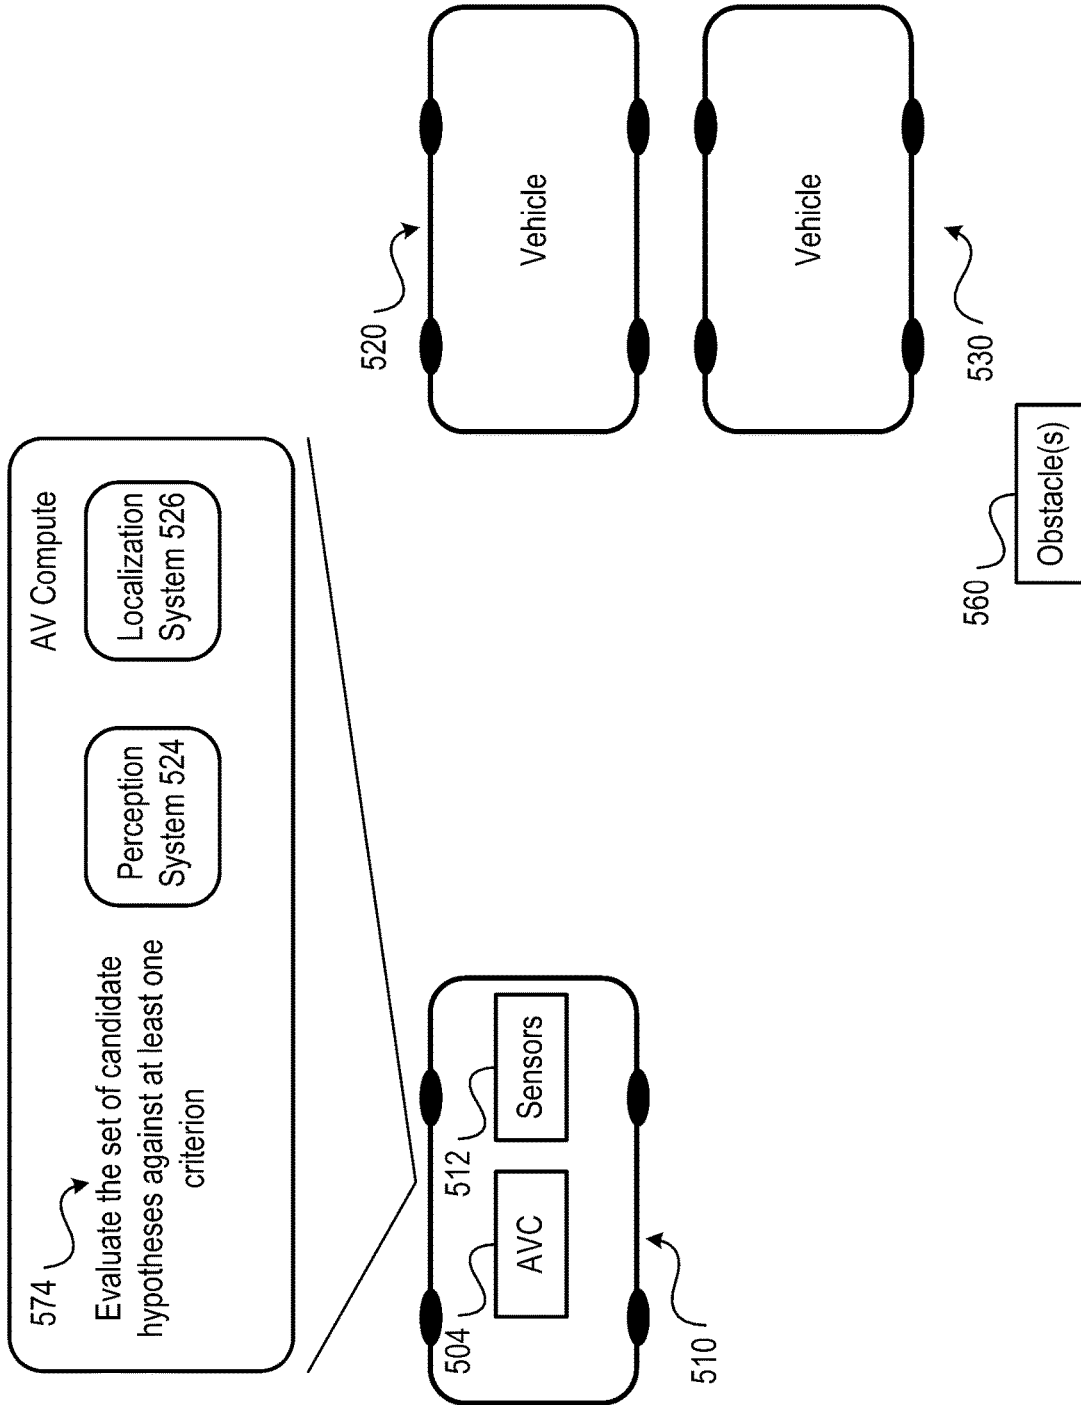 574
Evaluate the set of candidate
hypotheses against at least one
criterion
Perception
System 524
AV Compute
Localization
System 526
504
AVC
512
Sensors
510
520
Vehicle
Vehicle
530
560
Obstacle(s)